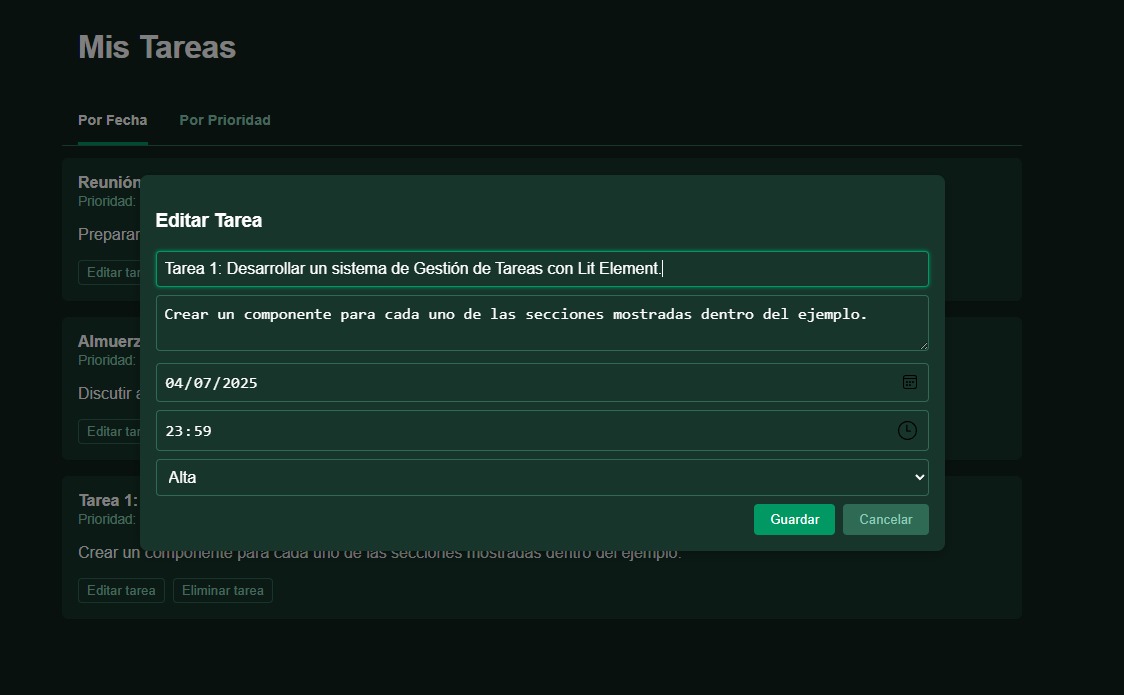 Mis Tareas
Por Fecha
Por Prioridad
Reunión
Prioridad:
Preparar
Editar
Editar Tarea
Tarea 1: Desarrollar un sistema de Gestión de Tareas con Lit Element.
Crear un componente para cada uno de las secciones mostradas dentro del ejemplo.
04/07/2025
23:59
Alta
Guardar
Cancelar
Prioridad:
Discutir
Editar
Tarea 1:
Prioridad:
Crear un componente para cada uno de las secciones mostradas dentro del ejemplo.
Editar tarea
Eliminar tarea